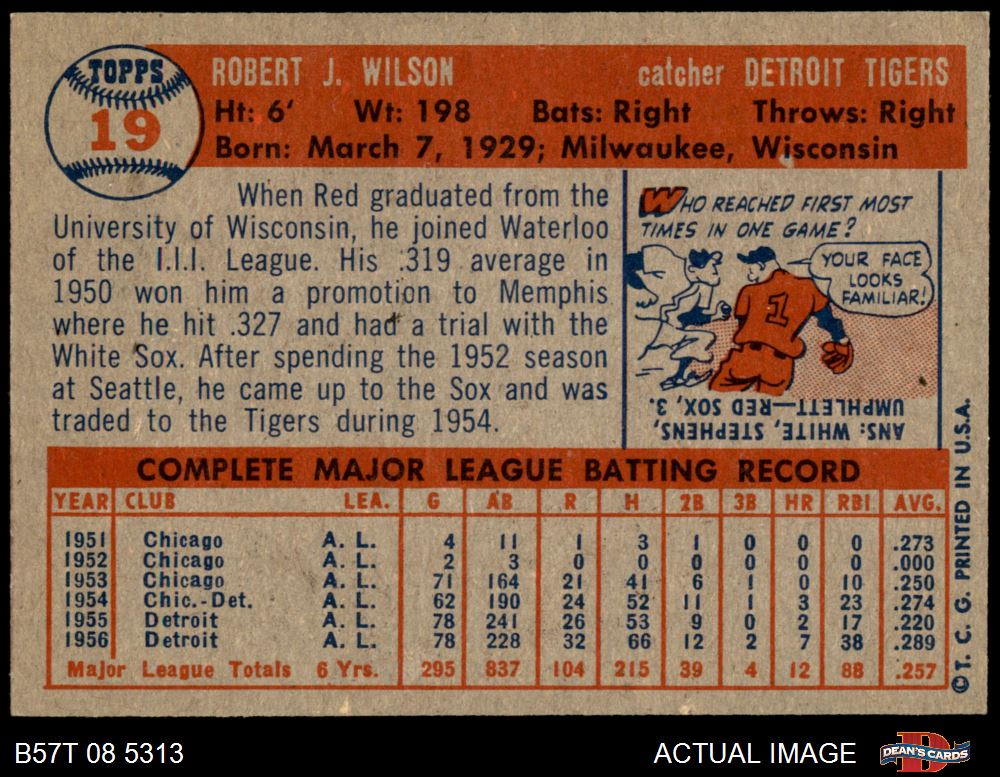 TOPPS
19
ROBERT J. WILSON catcher DETROIT TIGERS
Ht: 6' Wt: 198 Bats: Right Throws: Right
Born: March 7, 1929; Milwaukee, Wisconsin
When Red graduated from the
University of Wisconsin, he joined Waterloo
of the I.I.I. League. His .319 average in
1950 won him a promotion to Memphis
where he hit .327 and had a trial with the
White Sox. After spending the 1952 season
at Seattle, he came up to the Sox and was
traded to the Tigers during 1954.
WHO REACHED FIRST MOST
TIMES IN ONE GAME?
YOUR FACE
LOOKS
FAMILIAR!
1
ANS: WHITE, STEPHENS,
UMPHLETT—RED SOX, 3.
COMPLETE MAJOR LEAGUE BATTING RECORD
YEAR CLUB LEA. G AB R H 2B 3B HR RBI AVG.
1951 Chicago A. L. 4 11 1 3 1 0 0 0 .273
1952 Chicago A. L. 2 3 0 0 0 0 0 0 .000
1953 Chicago A. L. 71 164 21 41 6 1 0 10 .250
1954 Chic.-Det. A. L. 62 190 24 52 11 1 3 23 .274
1955 Detroit A. L. 78 241 26 53 9 0 2 17 .220
1956 Detroit A. L. 78 228 32 66 12 2 7 38 .289
Major League Totals 6 Yrs. 295 837 104 215 39 4 12 88 .257
© T. C. G. PRINTED IN U.S.A.
B57T 08 5313 ACTUAL IMAGE
D
DEAN'S CARDS